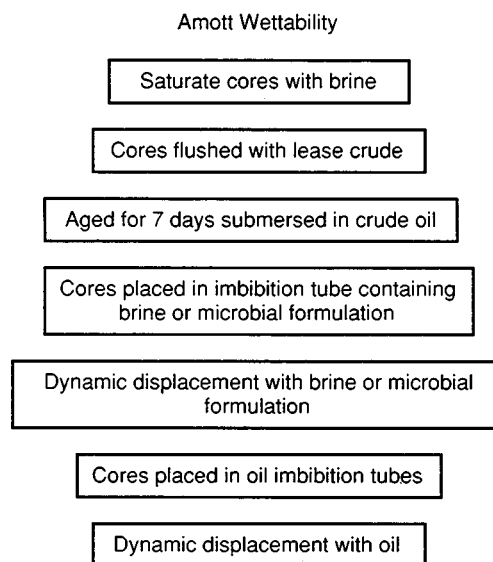 Amott Wettability
Saturate cores with brine
Cores flushed with lease crude
Aged for 7 days submersed in crude oil
Cores placed in imbibition tube containing
brine or microbial formulation
Dynamic displacement with brine or microbial
formulation
Cores placed in oil imbibition tubes
Dynamic displacement with oil